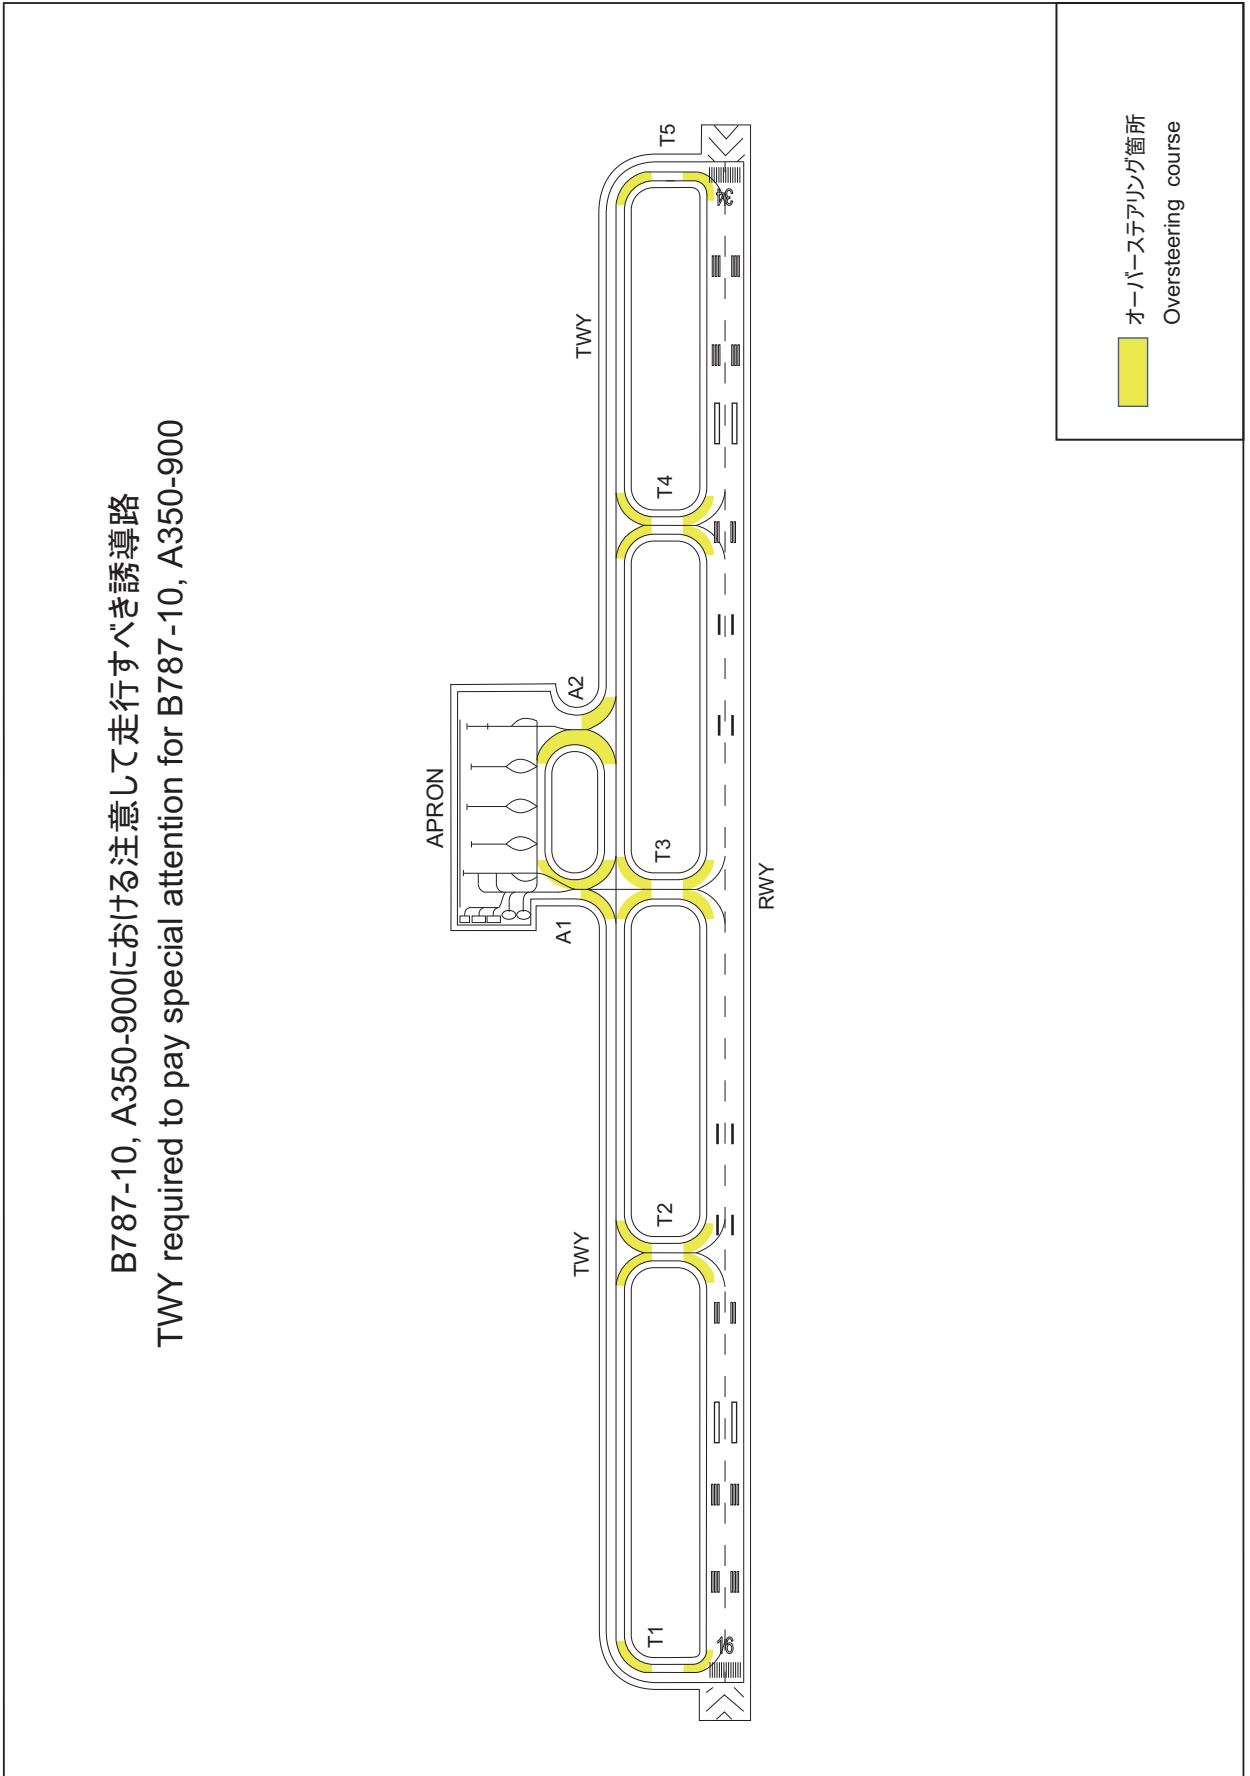 B787-10, A350-900における注意して走行すべき誘導路
TWY required to pay special attention for B787-10, A350-900
APRON
A1
A2
TWY
TWY
T1
T2
T3
T4
T5
16
34
RWY
オーバーステアリング箇所
Oversteering course